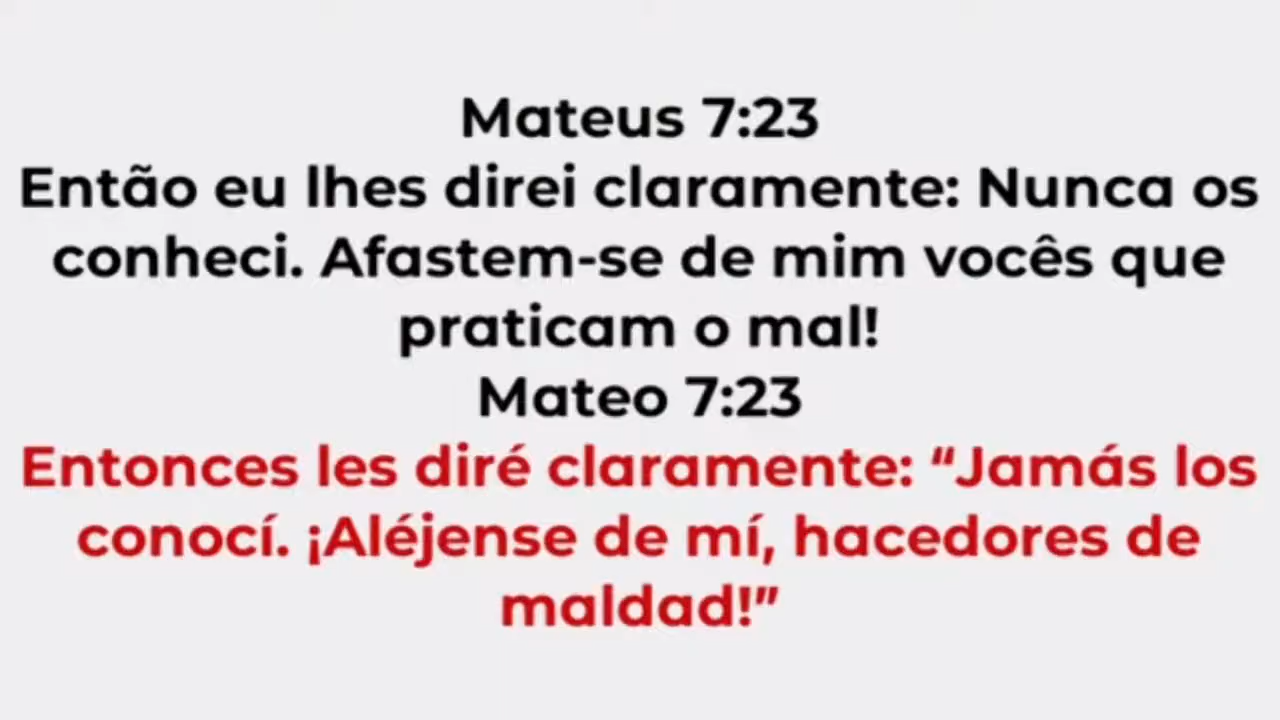 Mateus 7:23
Então eu lhes direi claramente: Nunca os
conheci. Afastem-se de mim vocês que
praticam o mal!
Mateo 7:23
Entonces les diré claramente: “Jamás los
conocí. ¡Aléjense de mí, hacedores de
maldad!”